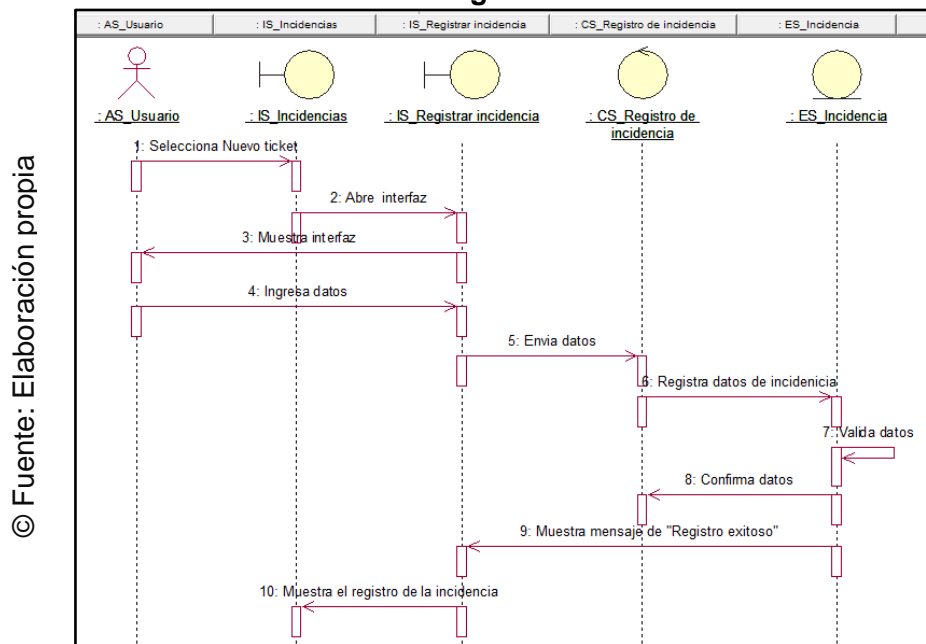 : AS_Usuario
: IS_Incidencias
: IS_Registrar incidencia
: CS_Registro de incidencia
: ES_Incidencia
: AS_Usuario
: IS_Incidencias
: IS_Registrar incidencia
: CS_Registro de
incidencia
: ES_Incidencia
1: Selecciona Nuevo ticket
2: Abre interfaz
3: Muestra interfaz
4: Ingresa datos
5: Envia datos
6: Registra datos de incidenicia
7: Valida datos
8: Confirma datos
9: Muestra mensaje de "Registro exitoso"
10: Muestra el registro de la incidencia
© Fuente: Elaboración propia